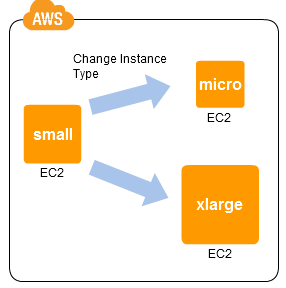 AWS
Change Instance
Type
micro
EC2
small
EC2
xlarge
EC2